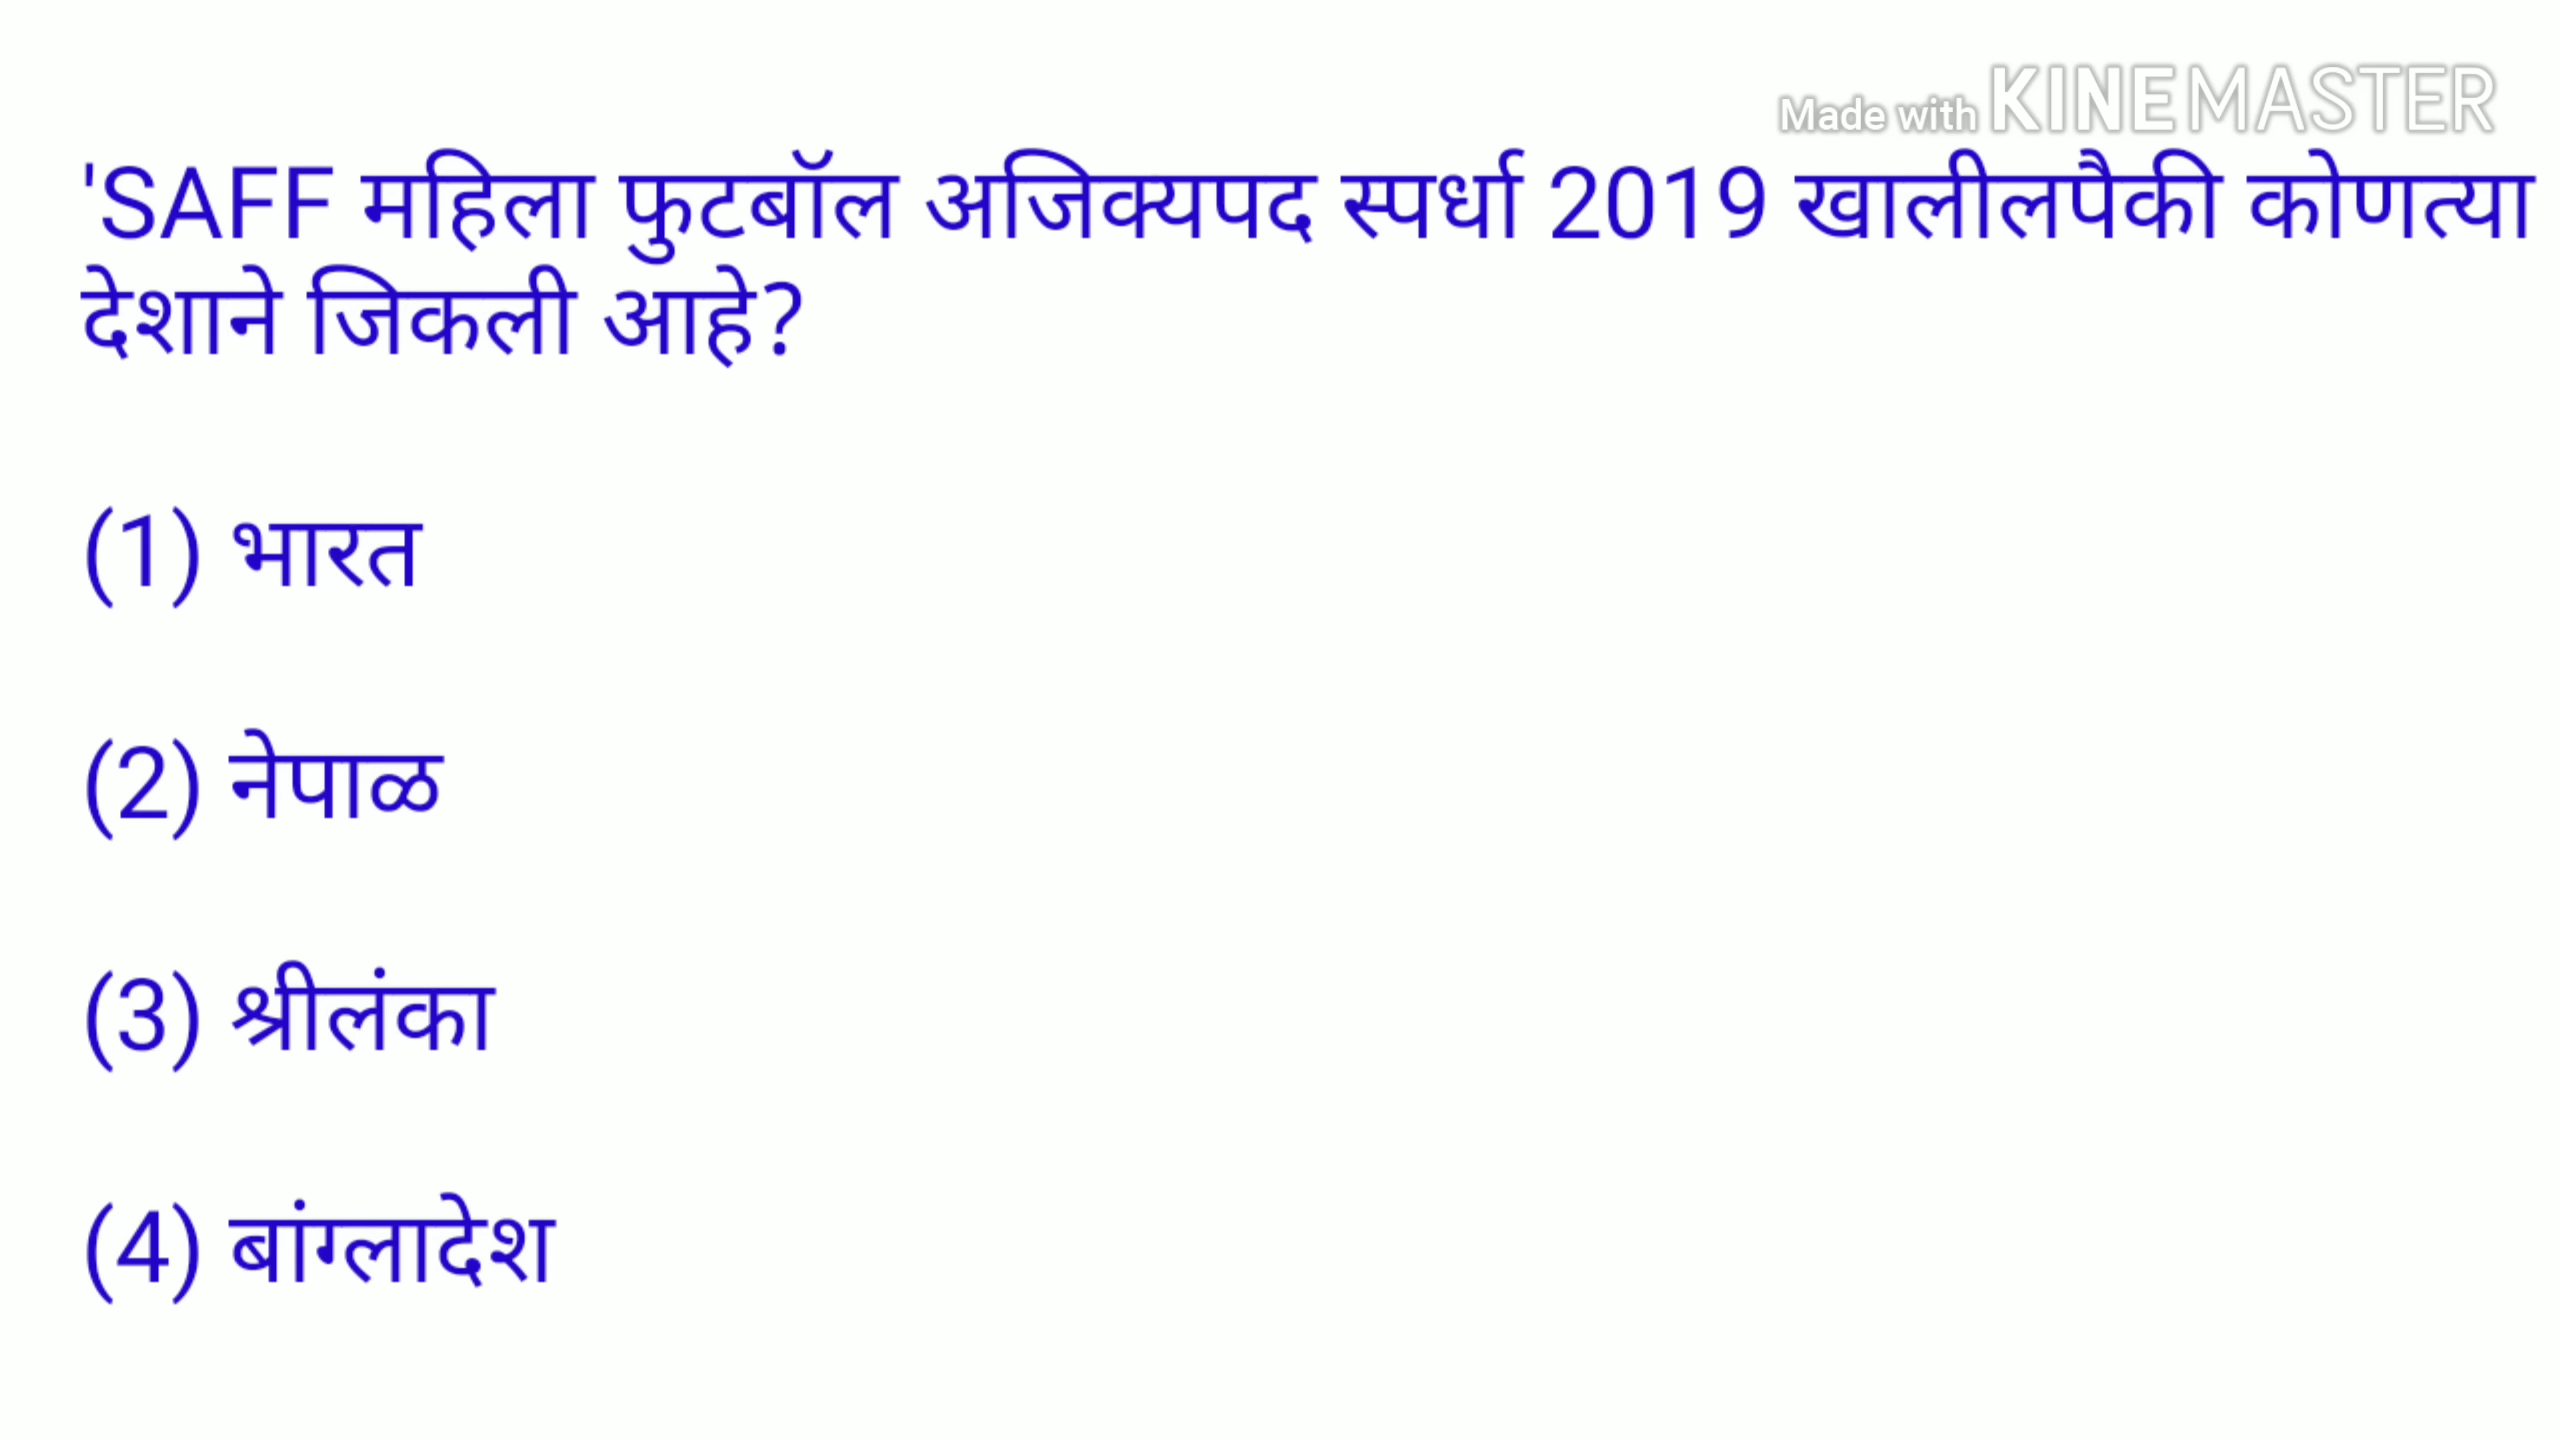 Made with KINEMASTER
'SAFF महिला फुटबॉल अजिक्यपद स्पर्धा 2019 खालीलपैकी कोणत्या
देशाने जिकली आहे?
(1) भारत
(2) नेपाळ
(3) श्रीलंका
(4) बांग्लादेश